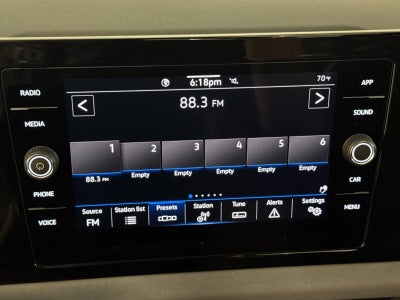 6:18pm 70°F
88.3 FM
1 2 3 4 5 6
88.3 FM Empty Empty Empty Empty Empty
Source Station list Presets Station Tune Alerts Settings
FM
RADIO
MEDIA
PHONE
VOICE
APP
SOUND
CAR
MENU